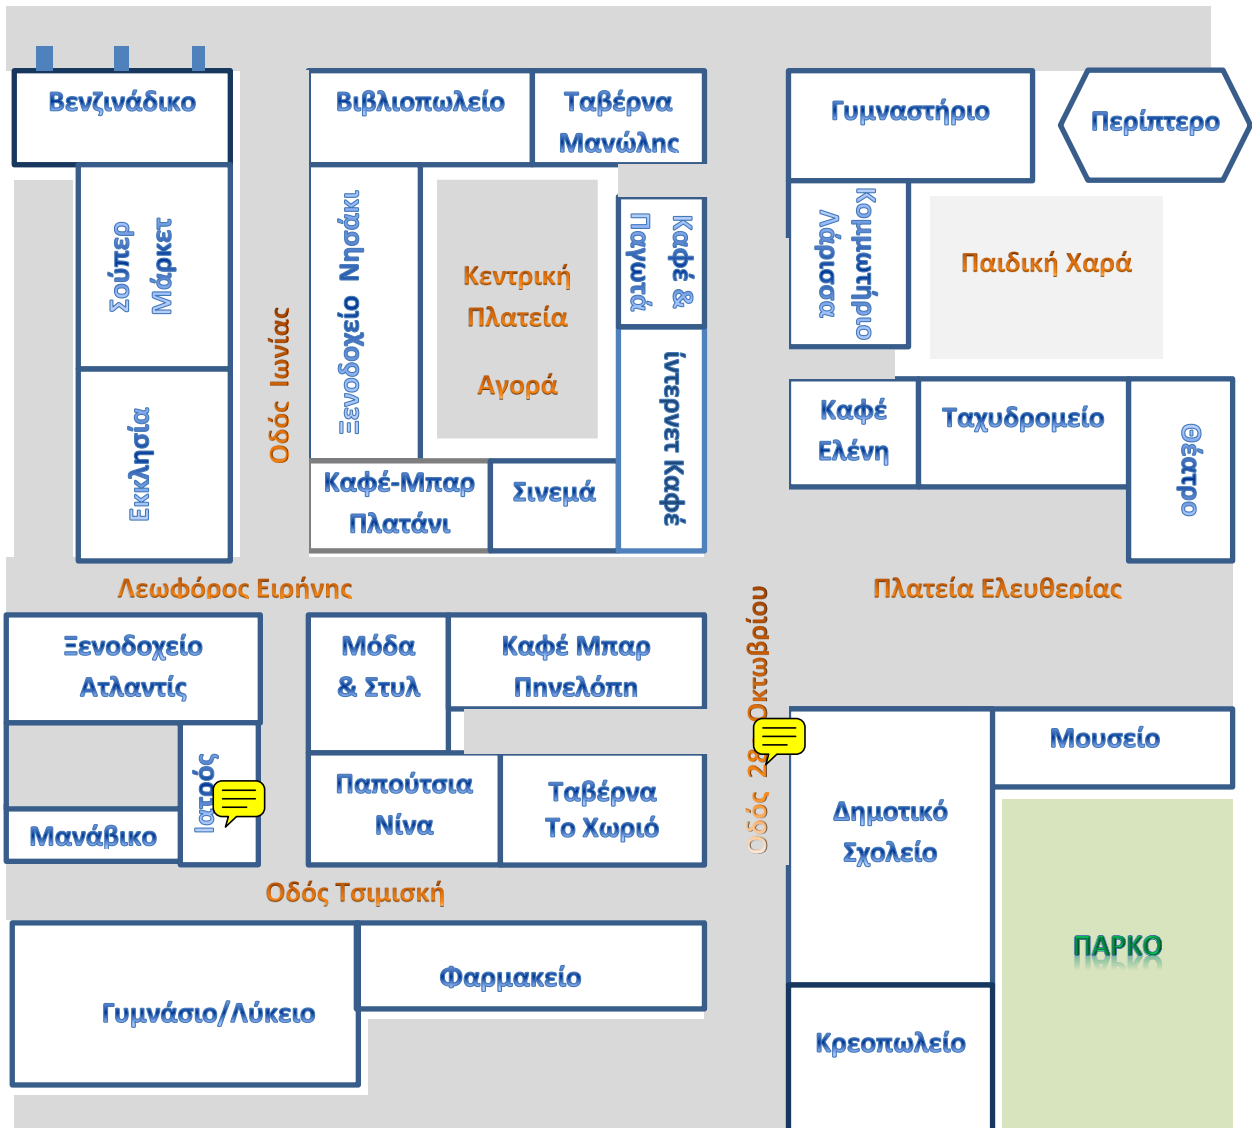 Βενζινάδικο
Βιβλιοπωλείο
Ταβέρνα
Μανώλης
Γυμναστήριο
Περίπτερο
Σούπερ
Μάρκετ
Ξενοδοχείο Νησάκι
Κεντρική
Πλατεία
Αγορά
Καφέ &
Παγωτά
Κομμωτήριο
Λάρισσα
Παιδική Χαρά
Οδός Ιωνίας
Εκκλησία
ίντερνετ Καφέ
Καφέ
Ελένη
Ταχυδρομείο
Θέατρο
Καφέ-Μπαρ
Πλατάνι
Σινεμά
Λεωφόρος Ειρήνης
Πλατεία Ελευθερίας
Ξενοδοχείο
Ατλαντίς
Μόδα
& Στυλ
Καφέ Μπαρ
Πηνελόπη
Οδός 28 Οκτωβρίου
Μουσείο
Ιατρός
Μανάβικο
Παπούτσια
Νίνα
Ταβέρνα
Το Χωριό
Δημοτικό
Σχολείο
Οδός Τσιμισκή
ΠΑΡΚΟ
Φαρμακείο
Γυμνάσιο/Λύκειο
Κρεοπωλείο